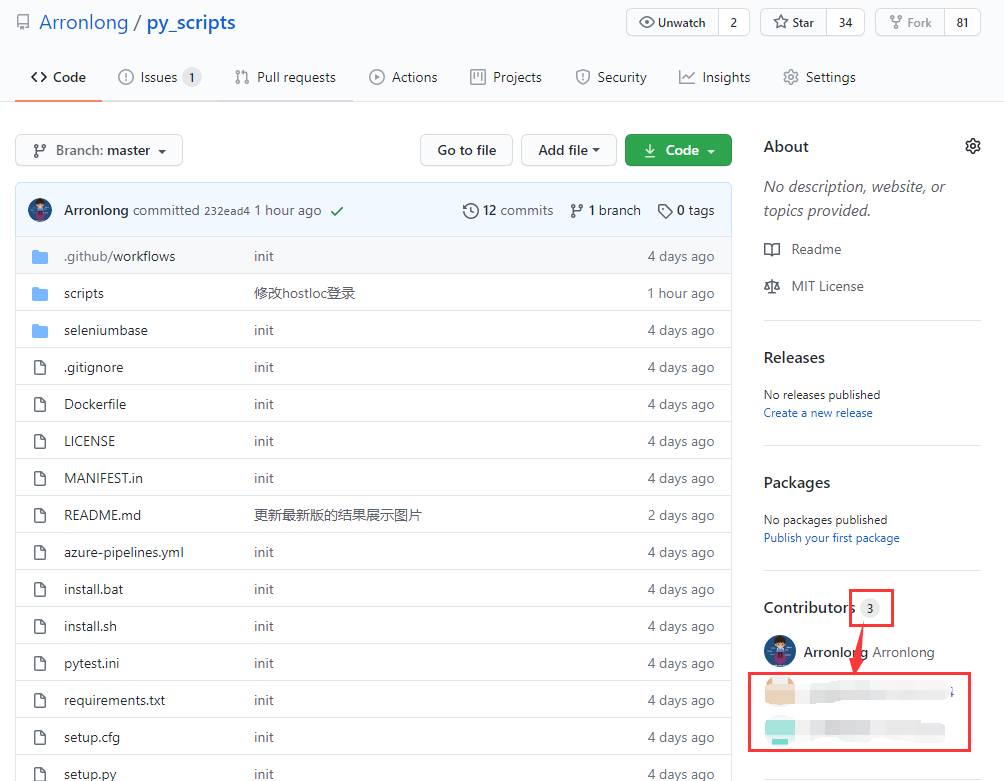 Arronlong / py_scripts
Unwatch 2
Star 34
Fork 81
Code
Issues 1
Pull requests
Actions
Projects
Security
Insights
Settings
Branch: master
Go to file
Add file
Code
Arronlong committed 232ead4 1 hour ago
12 commits
1 branch
0 tags
.github/workflows init 4 days ago
scripts 修改hostloc登录 1 hour ago
seleniumbase init 4 days ago
.gitignore init 4 days ago
Dockerfile init 4 days ago
LICENSE init 4 days ago
MANIFEST.in init 4 days ago
README.md 更新最新版的结果展示图片 2 days ago
azure-pipelines.yml init 4 days ago
install.bat init 4 days ago
install.sh init 4 days ago
pytest.ini init 4 days ago
requirements.txt init 4 days ago
setup.cfg init 4 days ago
setup.py init 4 days ago
About
No description, website, or
topics provided.
Readme
MIT License
Releases
No releases published
Create a new release
Packages
No packages published
Publish your first package
Contributors 3
Arronlong Arronlong